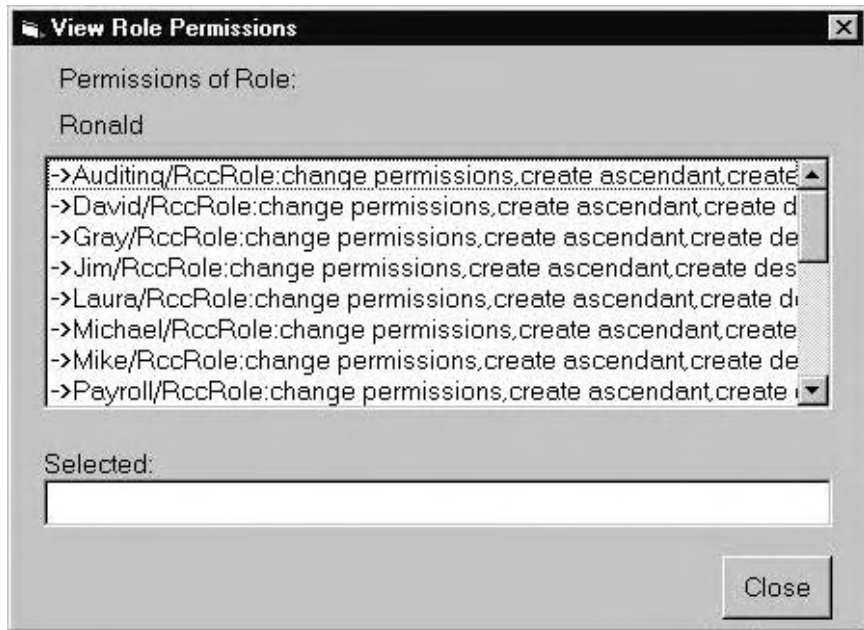 View Role Permissions
Permissions of Role:
Ronald
->Auditing/RccRole:change permissions,create ascendant,create
->David/RccRole:change permissions,create ascendant,create d
->Gray/RccRole:change permissions,create ascendant,create de
->Jim/RccRole:change permissions,create ascendant,create des
->Laura/RccRole:change permissions,create ascendant,create d
->Michael/RccRole:change permissions,create ascendant,create
->Mike/RccRole:change permissions,create ascendant,create de
->Payroll/RccRole:change permissions,create ascendant,create
Selected:
Close